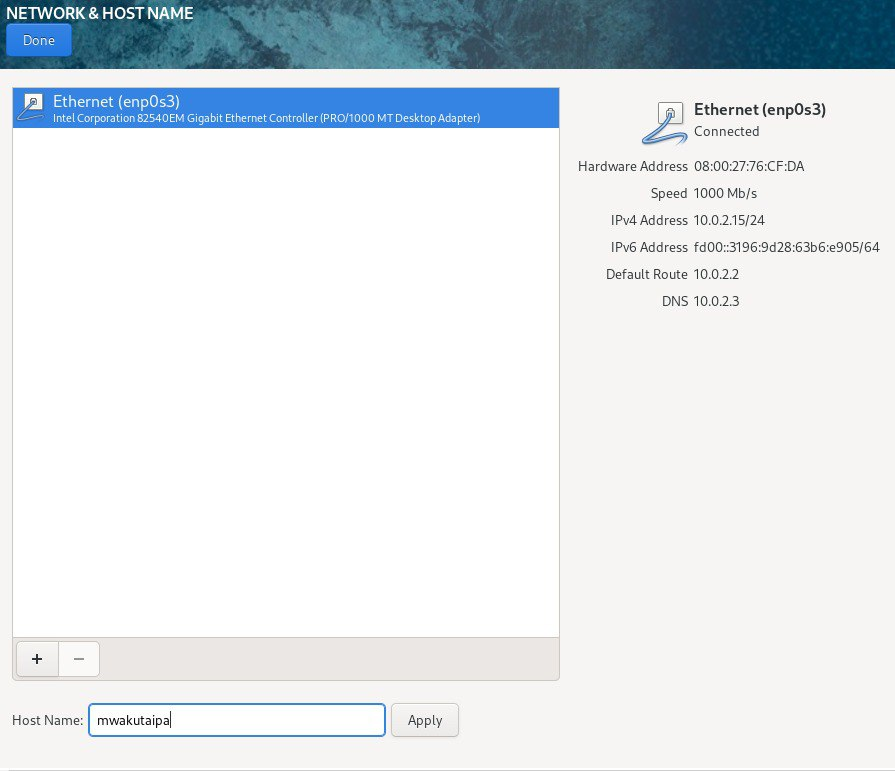 NETWORK & HOST NAME
Done
Ethernet (enp0s3)
Intel Corporation 82540EM Gigabit Ethernet Controller (PRO/1000 MT Desktop Adapter)
Ethernet (enp0s3)
Connected
Hardware Address 08:00:27:76:CF:DA
Speed 1000 Mb/s
IPv4 Address 10.0.2.15/24
IPv6 Address fd00::3196:9d28:63b6:e905/64
Default Route 10.0.2.2
DNS 10.0.2.3
+ −
Host Name: mwakutaipa Apply